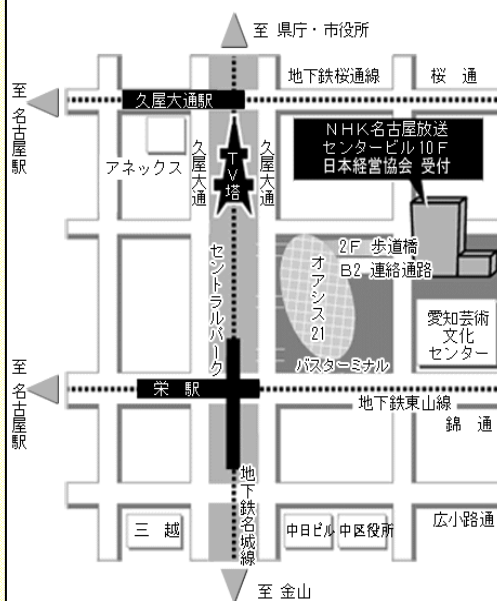 至 県庁・市役所
地下鉄桜通線
桜 通
至 名古屋駅
久屋大通駅
アネックス
久屋大通
TV塔
久屋大通
NHK名古屋放送
センタービル10F
日本経営協会 受付
2F 歩道橋
B2 連絡通路
オアシス21
セントラルパーク
愛知芸術
文化
センター
バスターミナル
至 名古屋駅
栄 駅
地下鉄東山線
錦 通
地下鉄名城線
三 越
中日ビル
中区役所
広小路通
至 金山